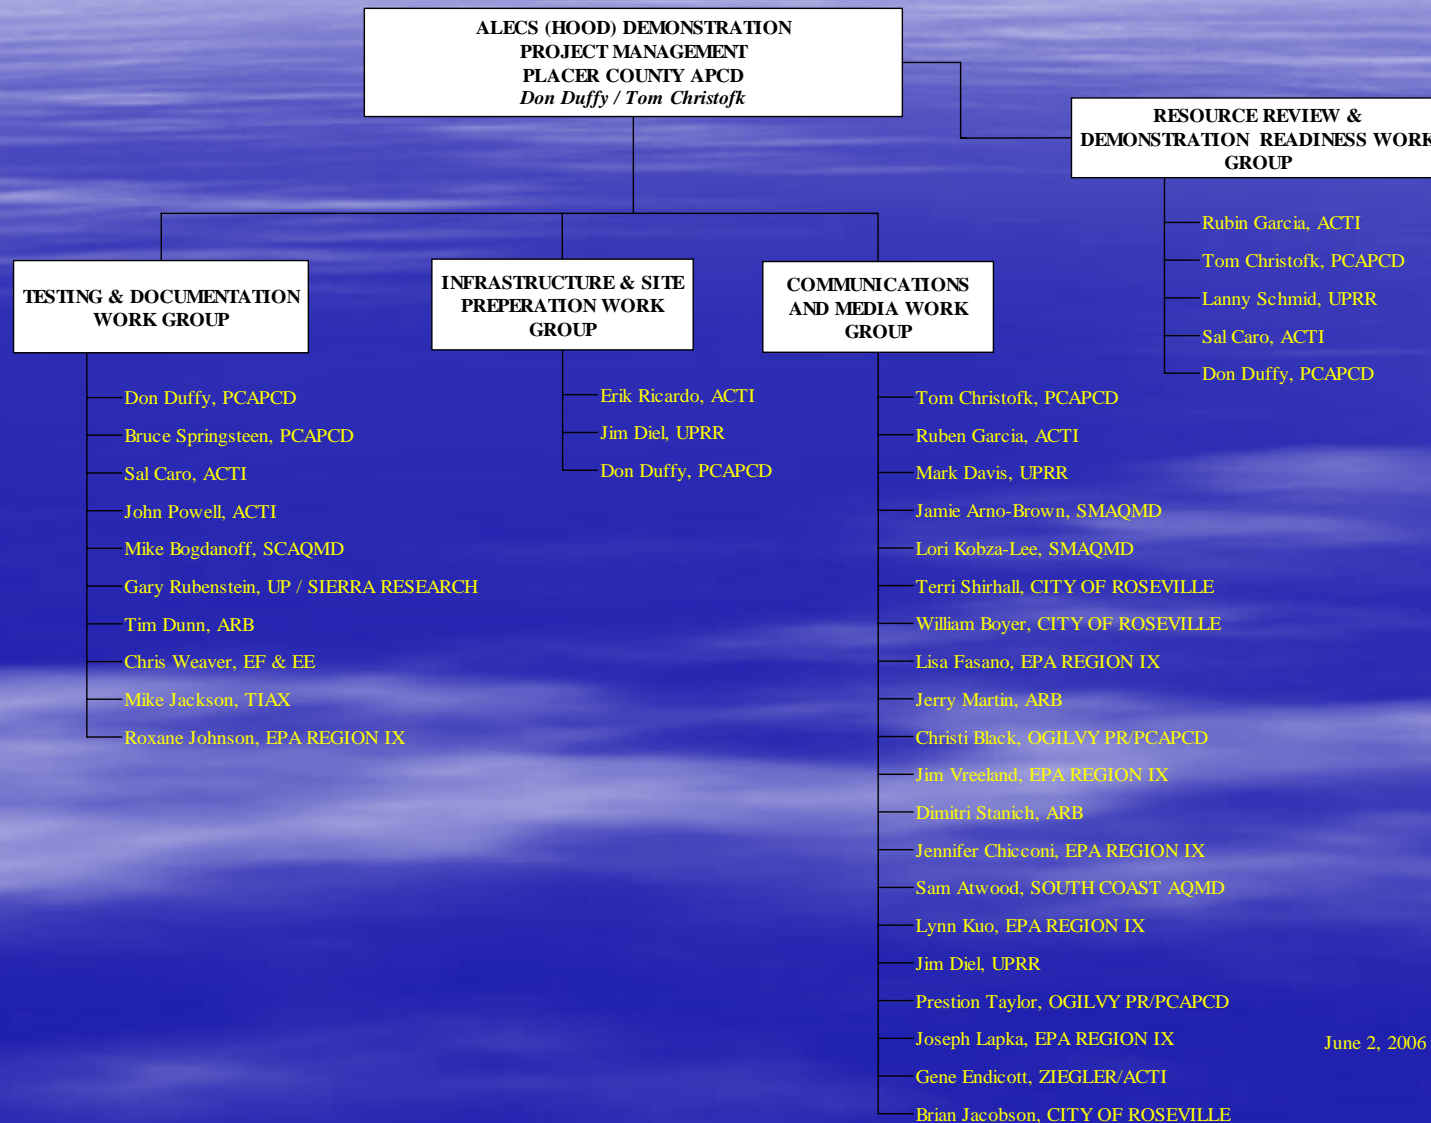 ALECS (HOOD) DEMONSTRATION
PROJECT MANAGEMENT
PLACER COUNTY APCD
Don Duffy / Tom Christofk
RESOURCE REVIEW &
DEMONSTRATION READINESS WORK
GROUP
Rubin Garcia, ACTI
Tom Christofk, PCAPCD
Lanny Schmid, UPRR
Sal Caro, ACTI
Don Duffy, PCAPCD
TESTING & DOCUMENTATION
WORK GROUP
Don Duffy, PCAPCD
Bruce Springsteen, PCAPCD
Sal Caro, ACTI
John Powell, ACTI
Mike Bogdanoff, SCAQMD
Gary Rubenstein, UP / SIERRA RESEARCH
Tim Dunn, ARB
Chris Weaver, EF & EE
Mike Jackson, TIAX
Roxane Johnson, EPA REGION IX
INFRASTRUCTURE & SITE
PREPERATION WORK
GROUP
Erik Ricardo, ACTI
Jim Diel, UPRR
Don Duffy, PCAPCD
COMMUNICATIONS
AND MEDIA WORK
GROUP
Tom Christofk, PCAPCD
Ruben Garcia, ACTI
Mark Davis, UPRR
Jamie Arno-Brown, SMAQMD
Lori Kobza-Lee, SMAQMD
Terri Shirhall, CITY OF ROSEVILLE
William Boyer, CITY OF ROSEVILLE
Lisa Fasano, EPA REGION IX
Jerry Martin, ARB
Christi Black, OGILVY PR/PCAPCD
Jim Vreeland, EPA REGION IX
Dimitri Stanich, ARB
Jennifer Chicconi, EPA REGION IX
Sam Atwood, SOUTH COAST AQMD
Lynn Kuo, EPA REGION IX
Jim Diel, UPRR
Prestion Taylor, OGILVY PR/PCAPCD
Joseph Lapka, EPA REGION IX
Gene Endicott, ZIEGLER/ACTI
Brian Jacobson, CITY OF ROSEVILLE
June 2, 2006